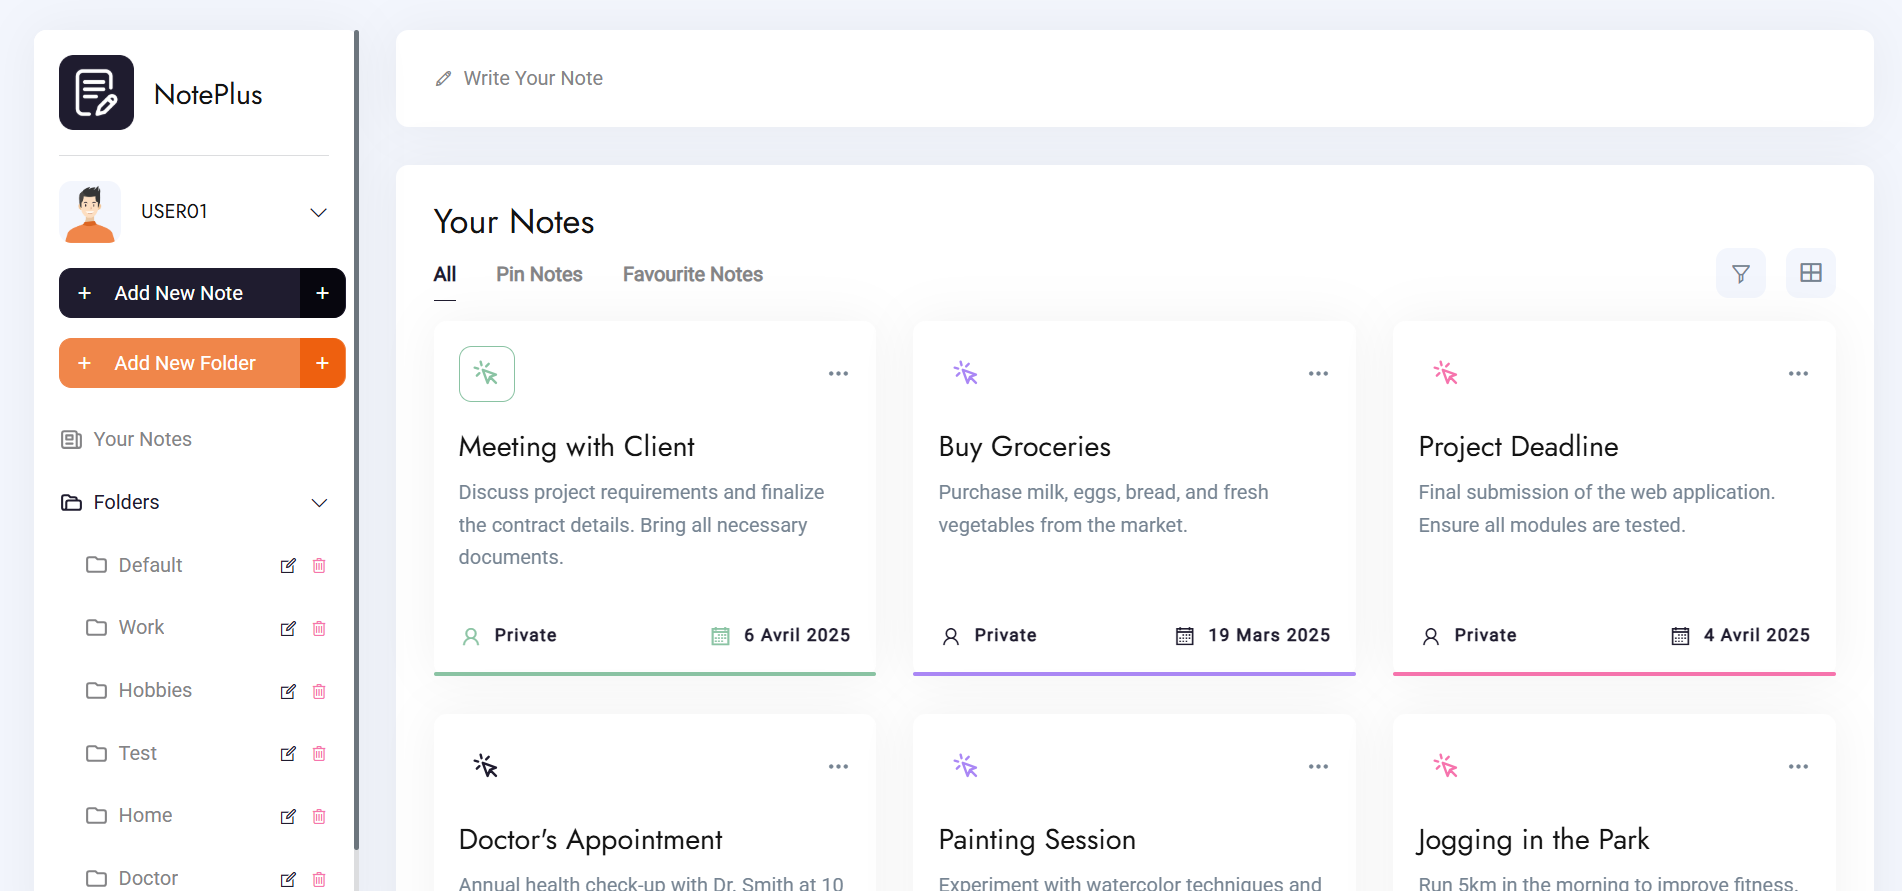 NotePlus
USER01
+ Add New Note +
+ Add New Folder +
Your Notes
Folders
Default
Work
Hobbies
Test
Home
Doctor
Write Your Note
Your Notes
All Pin Notes Favourite Notes
Meeting with Client
Discuss project requirements and finalize
the contract details. Bring all necessary
documents.
Private 6 Avril 2025
Buy Groceries
Purchase milk, eggs, bread, and fresh
vegetables from the market.
Private 19 Mars 2025
Project Deadline
Final submission of the web application.
Ensure all modules are tested.
Private 4 Avril 2025
Doctor's Appointment
Annual health check-up with Dr. Smith at 10
Painting Session
Experiment with watercolor techniques and
Jogging in the Park
Run 5km in the morning to improve fitness.